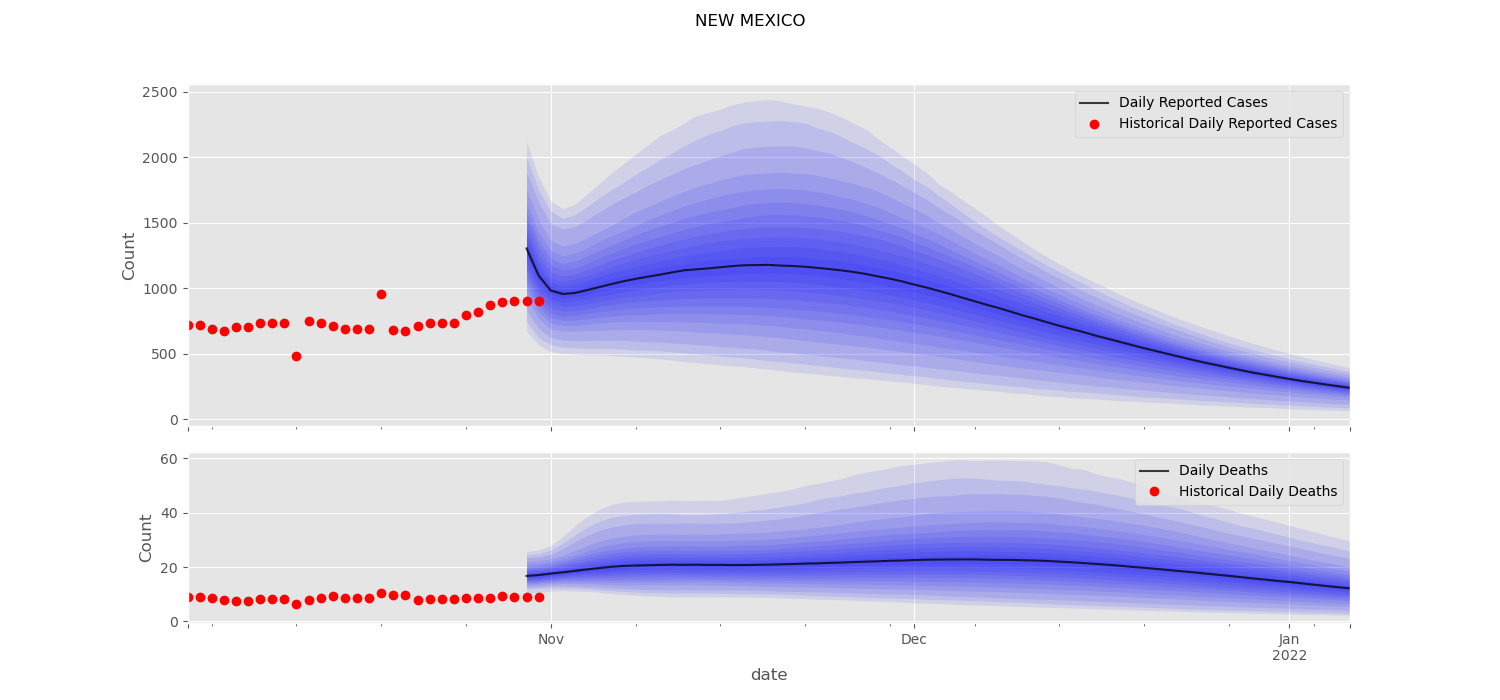 NEW MEXICO
2500
2000
1500
1000
500
0
Count
Daily Reported Cases
Historical Daily Reported Cases
60
40
20
0
Count
Daily Deaths
Historical Daily Deaths
Nov
Dec
Jan
2022
date